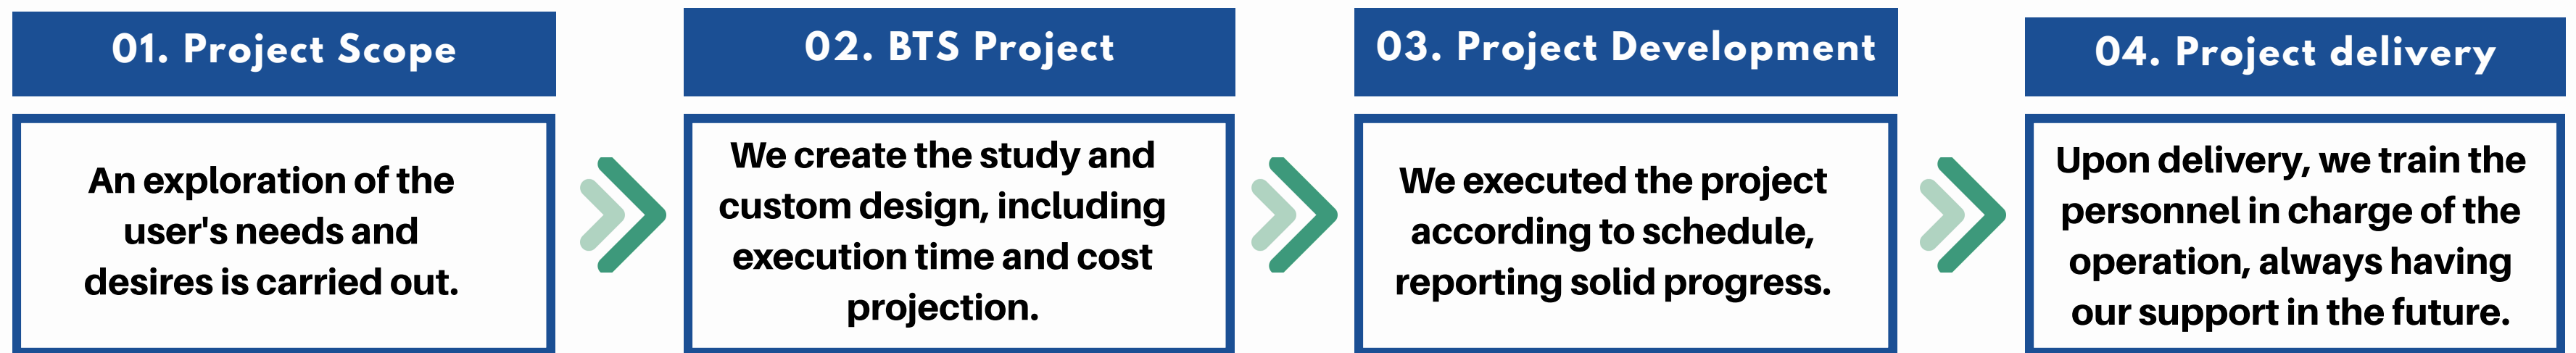 01. Project Scope
An exploration of the
user's needs and
desires is carried out.
02. BTS Project
We create the study and
custom design, including
execution time and cost
projection.
03. Project Development
We executed the project
according to schedule,
reporting solid progress.
04. Project delivery
Upon delivery, we train the
personnel in charge of the
operation, always having
our support in the future.